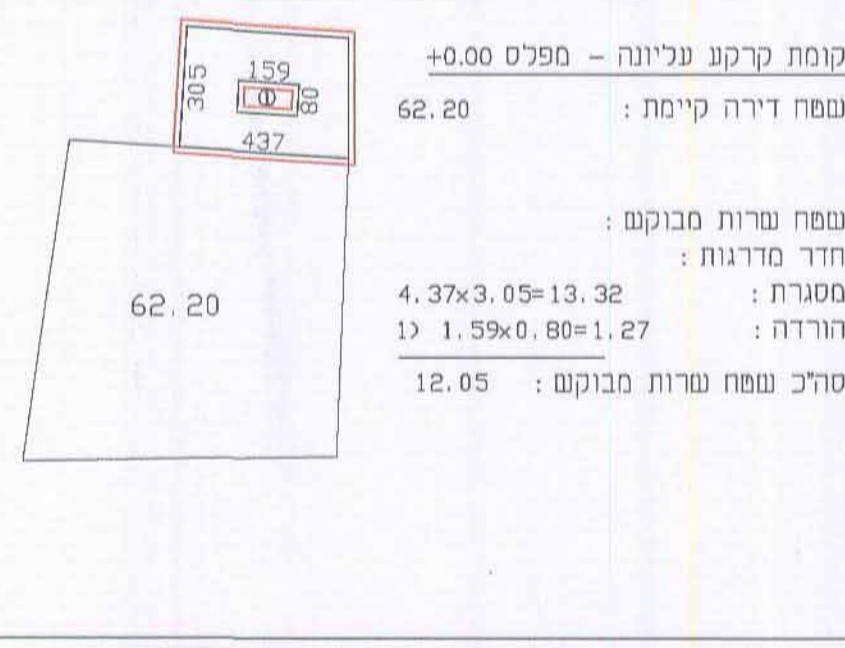 קומת קרקע עליונה – מפלס 0.00+
שטח דירה קיימת : 62.20
שטח שרות מבוקש :
חדר מדרגות :
מסגרת : 4.37x3.05=13.32
הורדה : 1) 1.59x0.80=1.27
סה"כ שטח שרות מבוקש : 12.05
159
305
1
80
437
62.20